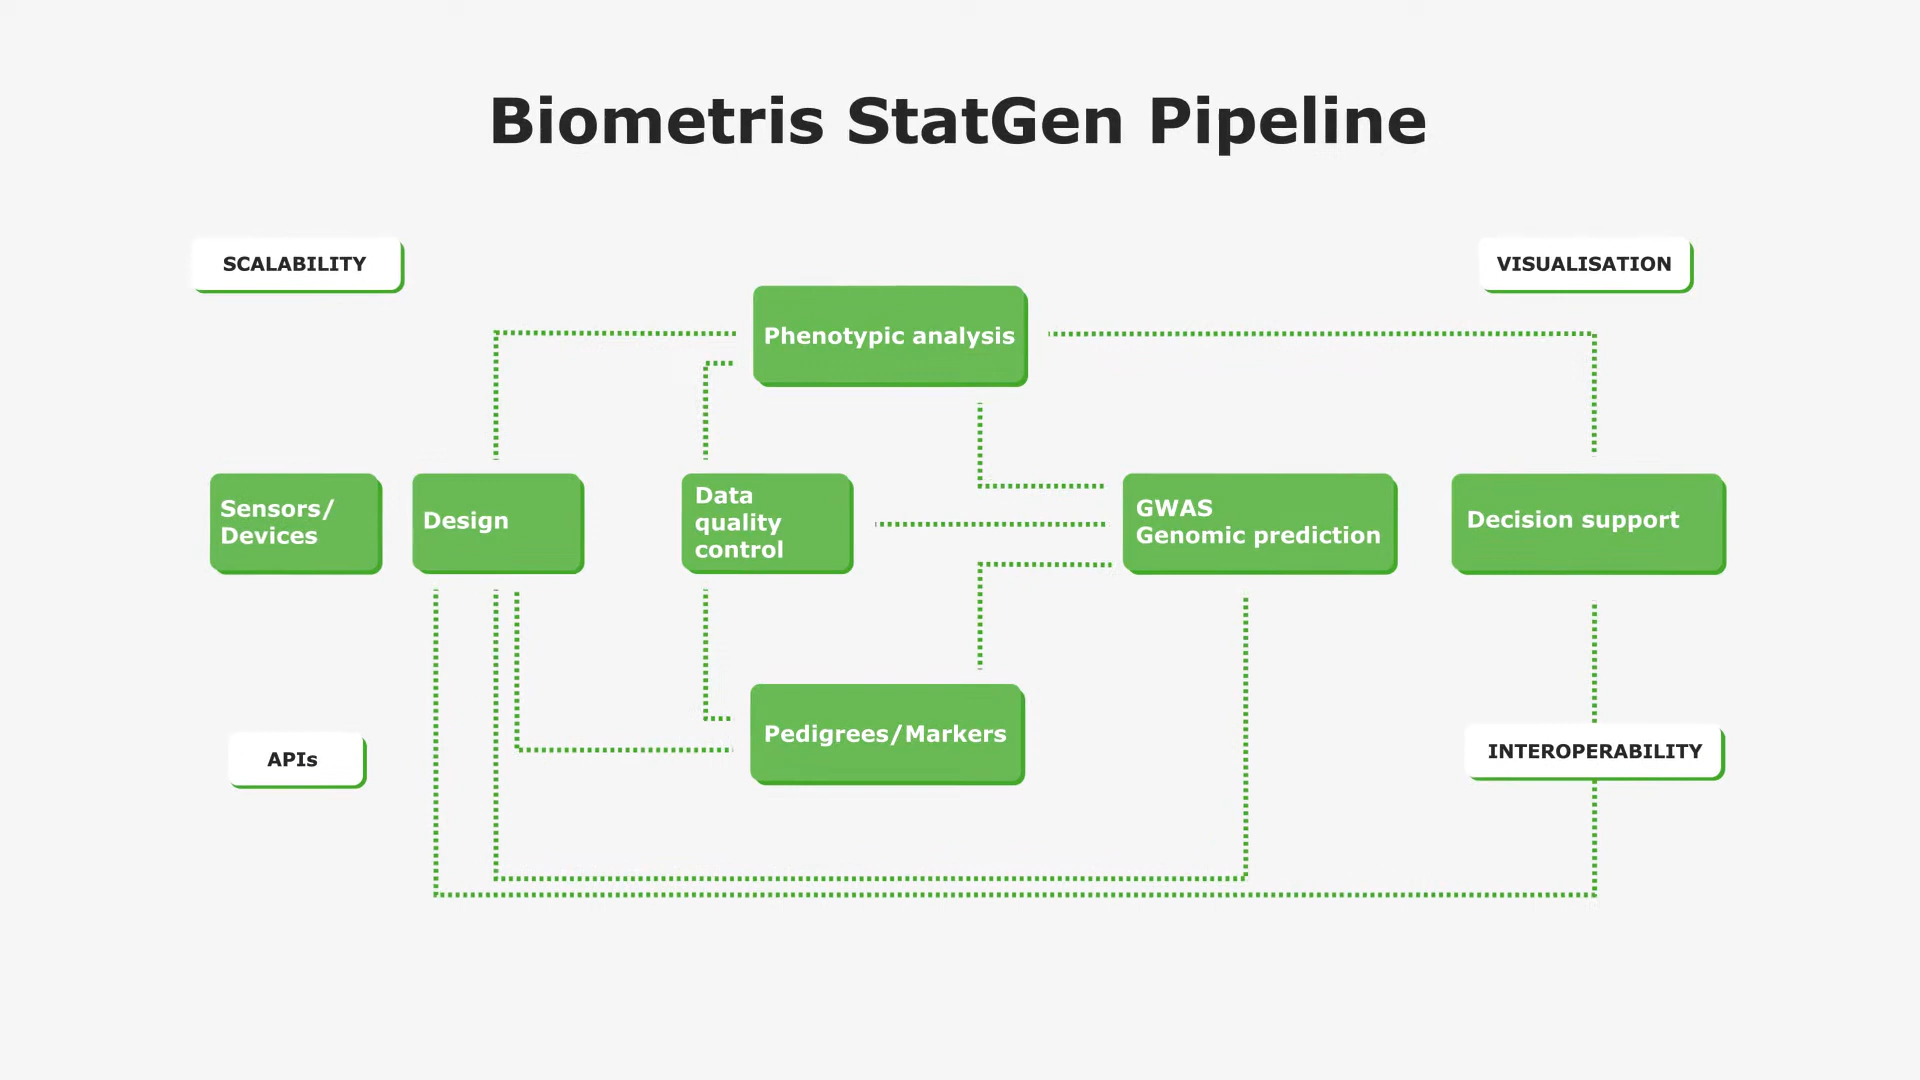 Biometris StatGen Pipeline
SCALABILITY
VISUALISATION
Phenotypic analysis
Sensors/
Devices
Design
Data
quality
control
GWAS
Genomic prediction
Decision support
Pedigrees/Markers
APIs
INTEROPERABILITY